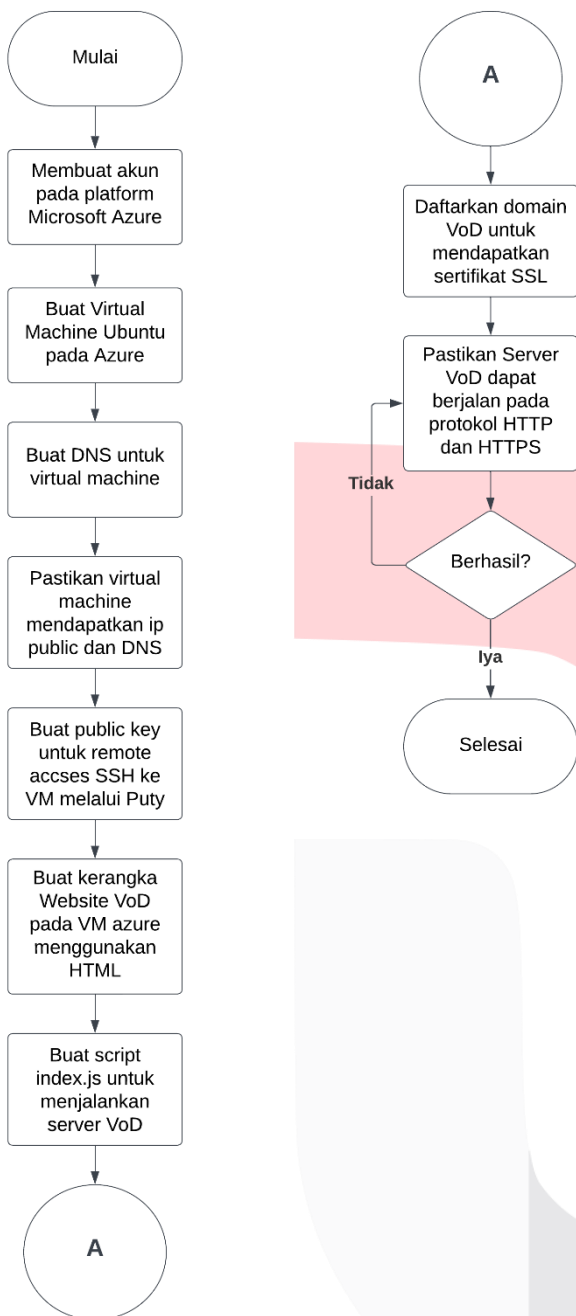 Mulai
Membuat akun
pada platform
Microsoft Azure
Buat Virtual
Machine Ubuntu
pada Azure
Buat DNS untuk
virtual machine
Pastikan virtual
machine
mendapatkan ip
public dan DNS
Buat public key
untuk remote
accses SSH ke
VM melalui Puty
Buat kerangka
Website VoD
pada VM azure
menggunakan
HTML
Buat script
index.js untuk
menjalankan
server VoD
A
A
Daftarkan domain
VoD untuk
mendapatkan
sertifikat SSL
Pastikan Server
VoD dapat
berjalan pada
protokol HTTP
dan HTTPS
Tidak
Berhasil?
Iya
Selesai